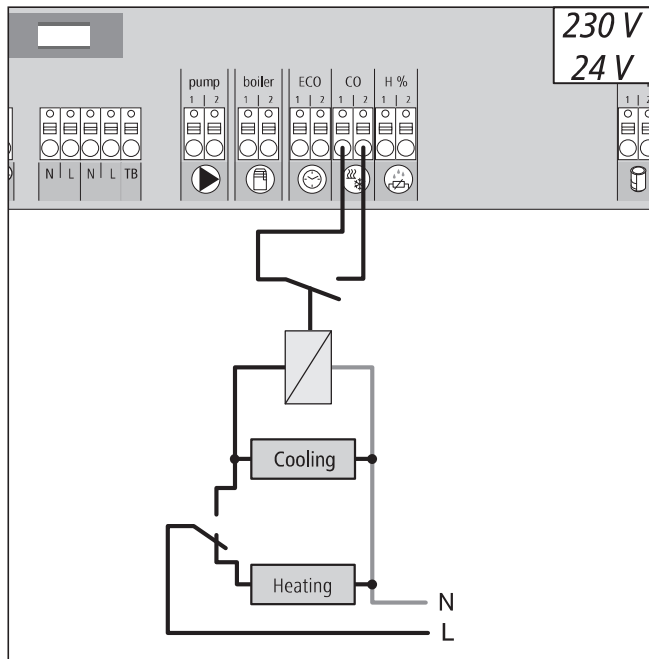 230 V
24 V
pump boiler ECO CO H %
1 2 1 2 1 2 1 2 1 2 1 2
N L N L TB
Cooling
Heating
N
L